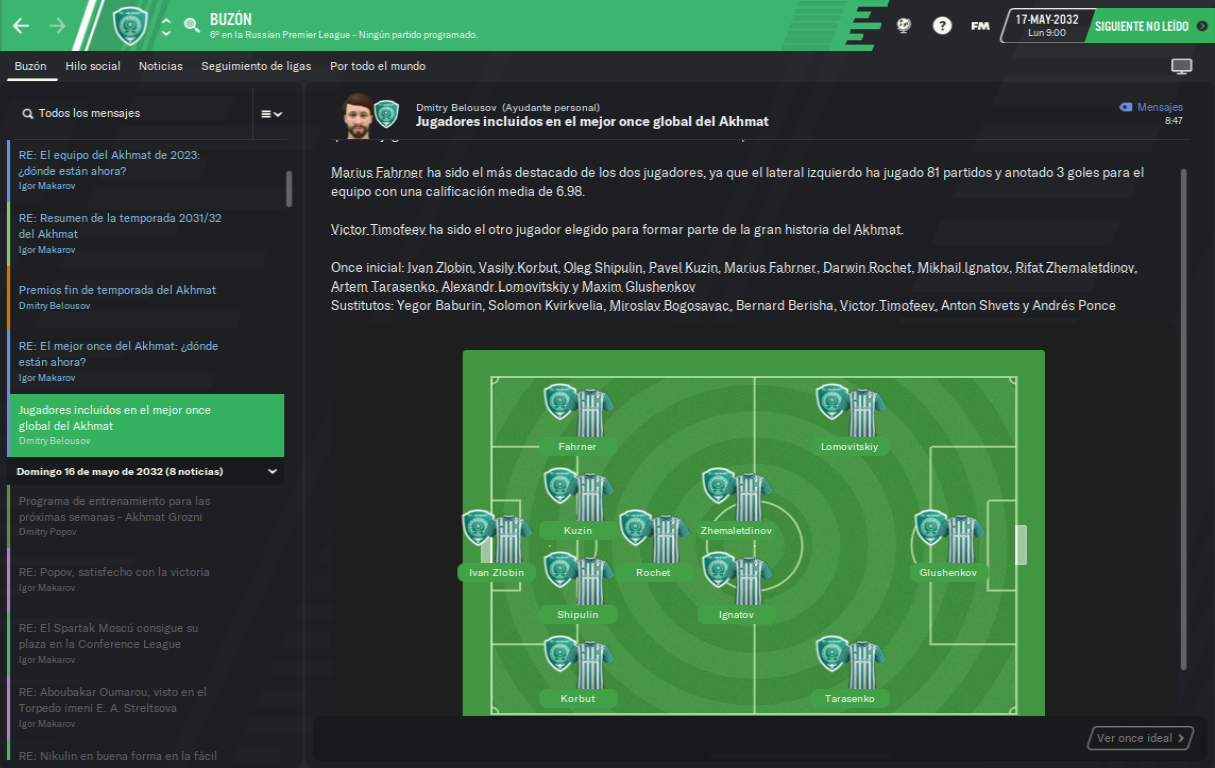 BUZÓN
6º en la Russian Premier League - Ningún partido programado.
?
FM
17-MAY-2032
Lun 9:00
SIGUIENTE NO LEÍDO
Buzón
Hilo social
Noticias
Seguimiento de ligas
Por todo el mundo
Todos los mensajes
RE: El equipo del Akhmat de 2023:
¿dónde están ahora?
Igor Makarov
RE: Resumen de la temporada 2031/32
del Akhmat
Igor Makarov
Premios fin de temporada del Akhmat
Dmitry Belousov
RE: El mejor once del Akhmat: ¿dónde
están ahora?
Igor Makarov
Jugadores incluidos en el mejor once
global del Akhmat
Dmitry Belousov
Domingo 16 de mayo de 2032 (8 noticias)
Programa de entrenamiento para las
próximas semanas - Akhmat Grozni
Dmitry Popov
RE: Popov, satisfecho con la victoria
Igor Makarov
RE: El Spartak Moscú consigue su
plaza en la Conference League
Igor Makarov
RE: Aboubakar Oumarou, visto en el
Torpedo imeni E. A. Streltsova
Igor Makarov
RE: Nikulin en buena forma en la fácil
Dmitry Belousov (Ayudante personal)
Jugadores incluidos en el mejor once global del Akhmat
Mensajes
8:47
Marius Fahrner ha sido el más destacado de los dos jugadores, ya que el lateral izquierdo ha jugado 81 partidos y anotado 3 goles para el
equipo con una calificación media de 6.98.
Victor Timofeev ha sido el otro jugador elegido para formar parte de la gran historia del Akhmat.
Once inicial: Ivan Zlobin, Vasily Korbut, Oleg Shipulin, Pavel Kuzin, Marius Fahrner, Darwin Rochet, Mikhail Ignatov, Rifat Zhemaletdinov,
Artem Tarasenko, Alexandr Lomovitskiy y Maxim Glushenkov
Sustitutos: Yegor Baburin, Solomon Kvirkvelia, Miroslav Bogosavac, Bernard Berisha, Victor Timofeev, Anton Shvets y Andrés Ponce
Fahrner
Lomovitskiy
Kuzin
Zhemaletdinov
Ivan Zlobin
Rochet
Glushenkov
Shipulin
Ignatov
Korbut
Tarasenko
Ver once ideal